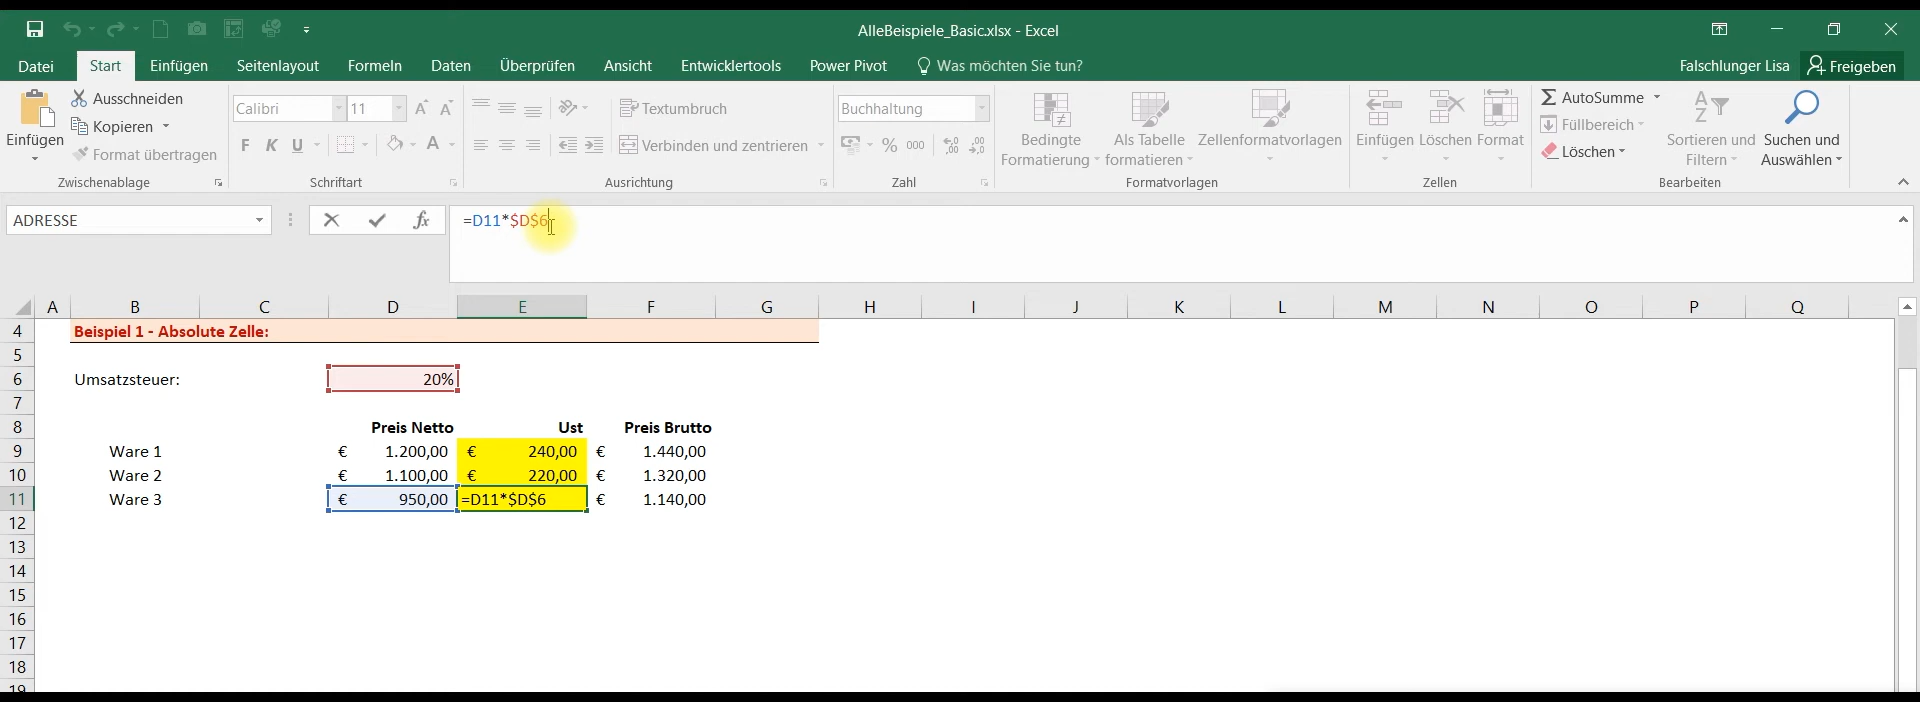 AlleBeispiele_Basic.xlsx - Excel
Datei Start Einfügen Seitenlayout Formeln Daten Überprüfen Ansicht Entwicklertools Power Pivot Was möchten Sie tun? Falschlunger Lisa Freigeben
Einfügen
Ausschneiden
Kopieren
Format übertragen
Zwischenablage
Calibri 11
F K U
Schriftart
Textumbruch
Verbinden und zentrieren
Ausrichtung
Buchhaltung
% 000
Zahl
Bedingte Formatierung
Als Tabelle formatieren
Zellenformatvorlagen
Formatvorlagen
Einfügen Löschen Format
Zellen
AutoSumme
Füllbereich
Löschen
Sortieren und Filtern
Suchen und Auswählen
Bearbeiten
ADRESSE fx =D11*$D$6
A B C D E F G H I J K L M N O P Q
4 Beispiel 1 - Absolute Zelle:
5
6 Umsatzsteuer: 20%
7
8 Preis Netto Ust Preis Brutto
9 Ware 1 € 1.200,00 € 240,00 € 1.440,00
10 Ware 2 € 1.100,00 € 220,00 € 1.320,00
11 Ware 3 € 950,00 =D11*$D$6 € 1.140,00
12
13
14
15
16
17
18
19